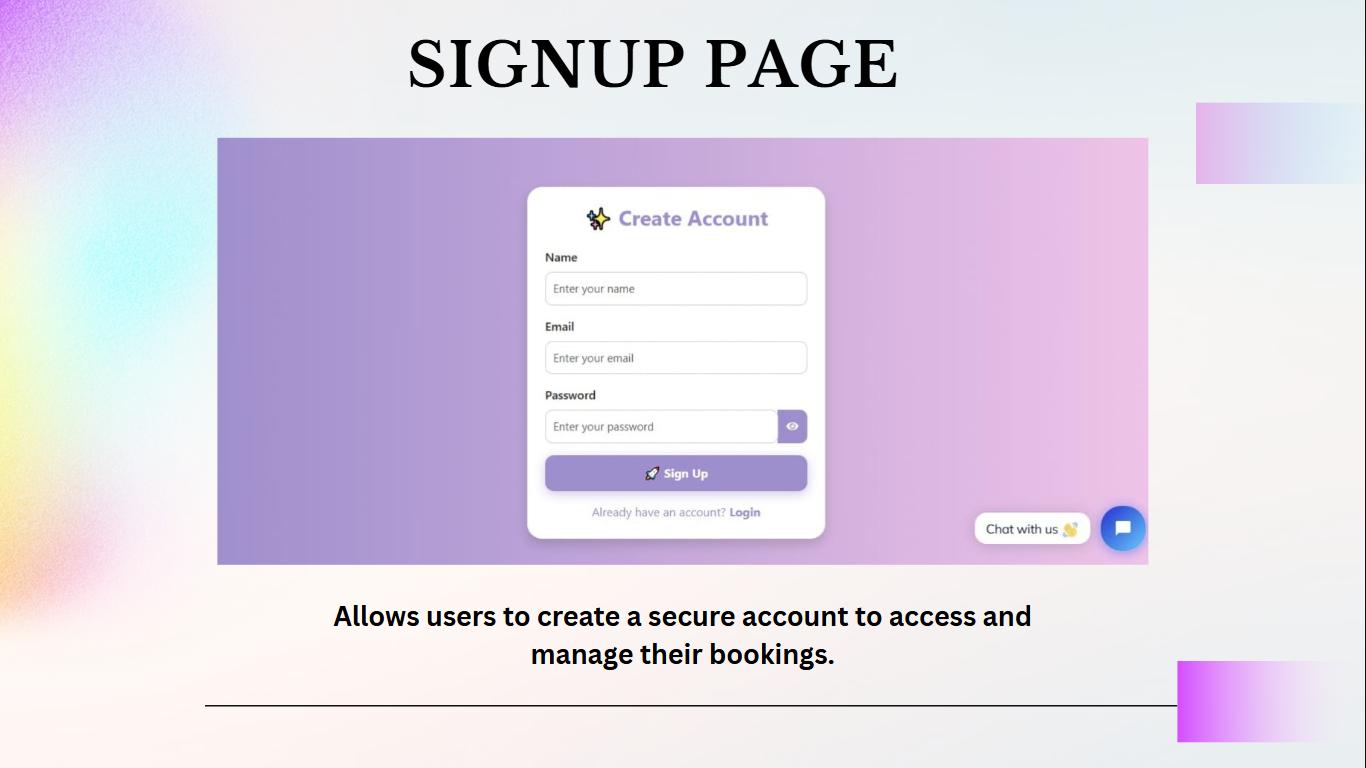 SIGNUP PAGE
✨ Create Account
Name
Enter your name
Email
Enter your email
Password
Enter your password
🚀 Sign Up
Already have an account? Login
Chat with us 👋
Allows users to create a secure account to access and
manage their bookings.